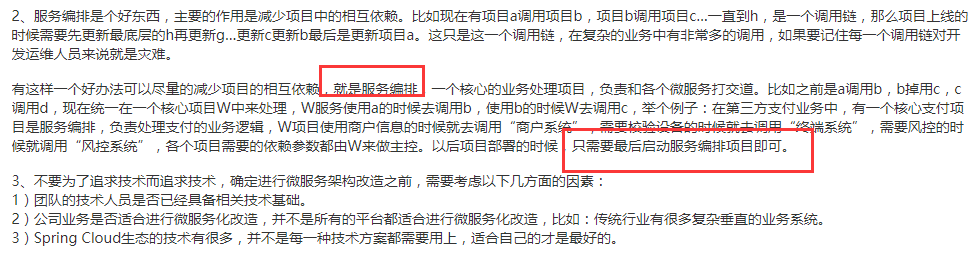 2、服务编排是个好东西，主要的作用是减少项目中的相互依赖。比如现在有项目a调用项目b，项目b调用项目c...一直到h，是一个调用链，那么项目上线的
时候需要先更新最底层的h再更新g...更新c更新b最后是更新项目a。这只是这一个调用链，在复杂的业务中有非常多的调用，如果要记住每一个调用链对开
发运维人员来说就是灾难。
有这样一个好办法可以尽量的减少项目的相互依赖，就是服务编排，一个核心的业务处理项目，负责和各个微服务打交道。比如之前是a调用b，b掉用c，c
调用d，现在统一在一个核心项目W中来处理，W服务使用a的时候去调用b，使用b的时候W去调用c，举个例子：在第三方支付业务中，有一个核心支付项
目是服务编排，负责处理支付的业务逻辑，W项目使用商户信息的时候就去调用“商户系统”，需要校验设备的时候就去调用“终端系统”，需要风控的时
候就调用“风控系统”，各个项目需要的依赖参数都由W来做主控。以后项目部署的时候，只需要最后启动服务编排项目即可。
3、不要为了追求技术而追求技术，确定进行微服务架构改造之前，需要考虑以下几方面的因素：
1）团队的技术人员是否已经具备相关技术基础。
2）公司业务是否适合进行微服务化改造，并不是所有的平台都适合进行微服务化改造，比如：传统行业有很多复杂垂直的业务系统。
3）Spring Cloud生态的技术有很多，并不是每一种技术方案都需要用上，适合自己的才是最好的。